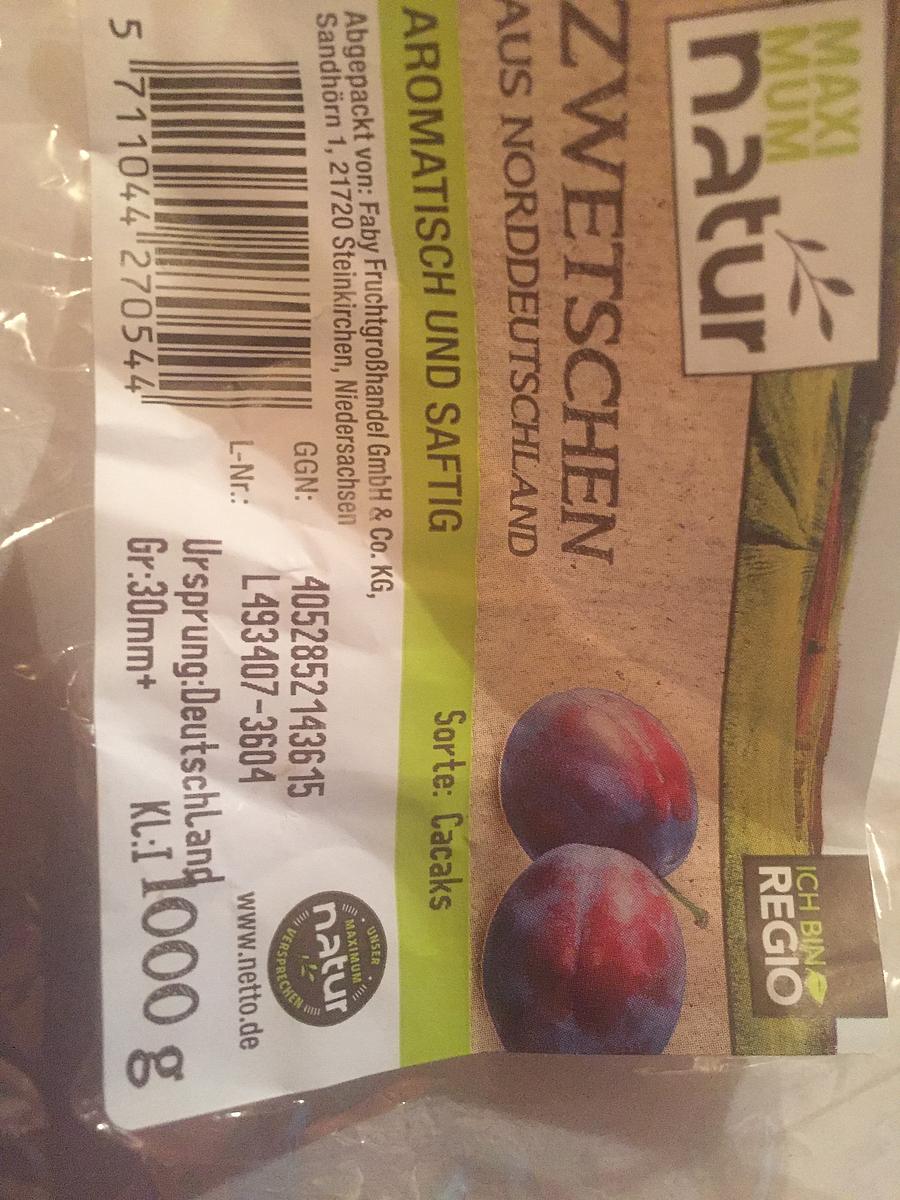 MAXI
MUM
natur
ICH BIN
REGIO
ZWETSCHEN
AUS NORDDEUTSCHLAND
AROMATISCH UND SAFTIG
Sorte: Cacaks
Abgepackt von: Faby Fruchtgroßhandel GmbH & Co. KG,
Sandhörn 1, 21720 Steinkirchen, Niedersachsen
GGN: 4052852143615
L-Nr.: L493407-3604
Ursprung:Deutschland
Gr:30mm+ KL:I 1000 g
5 711044 270544
UNSER
MAXIMUM
natur
VERSPRECHEN
www.netto.de